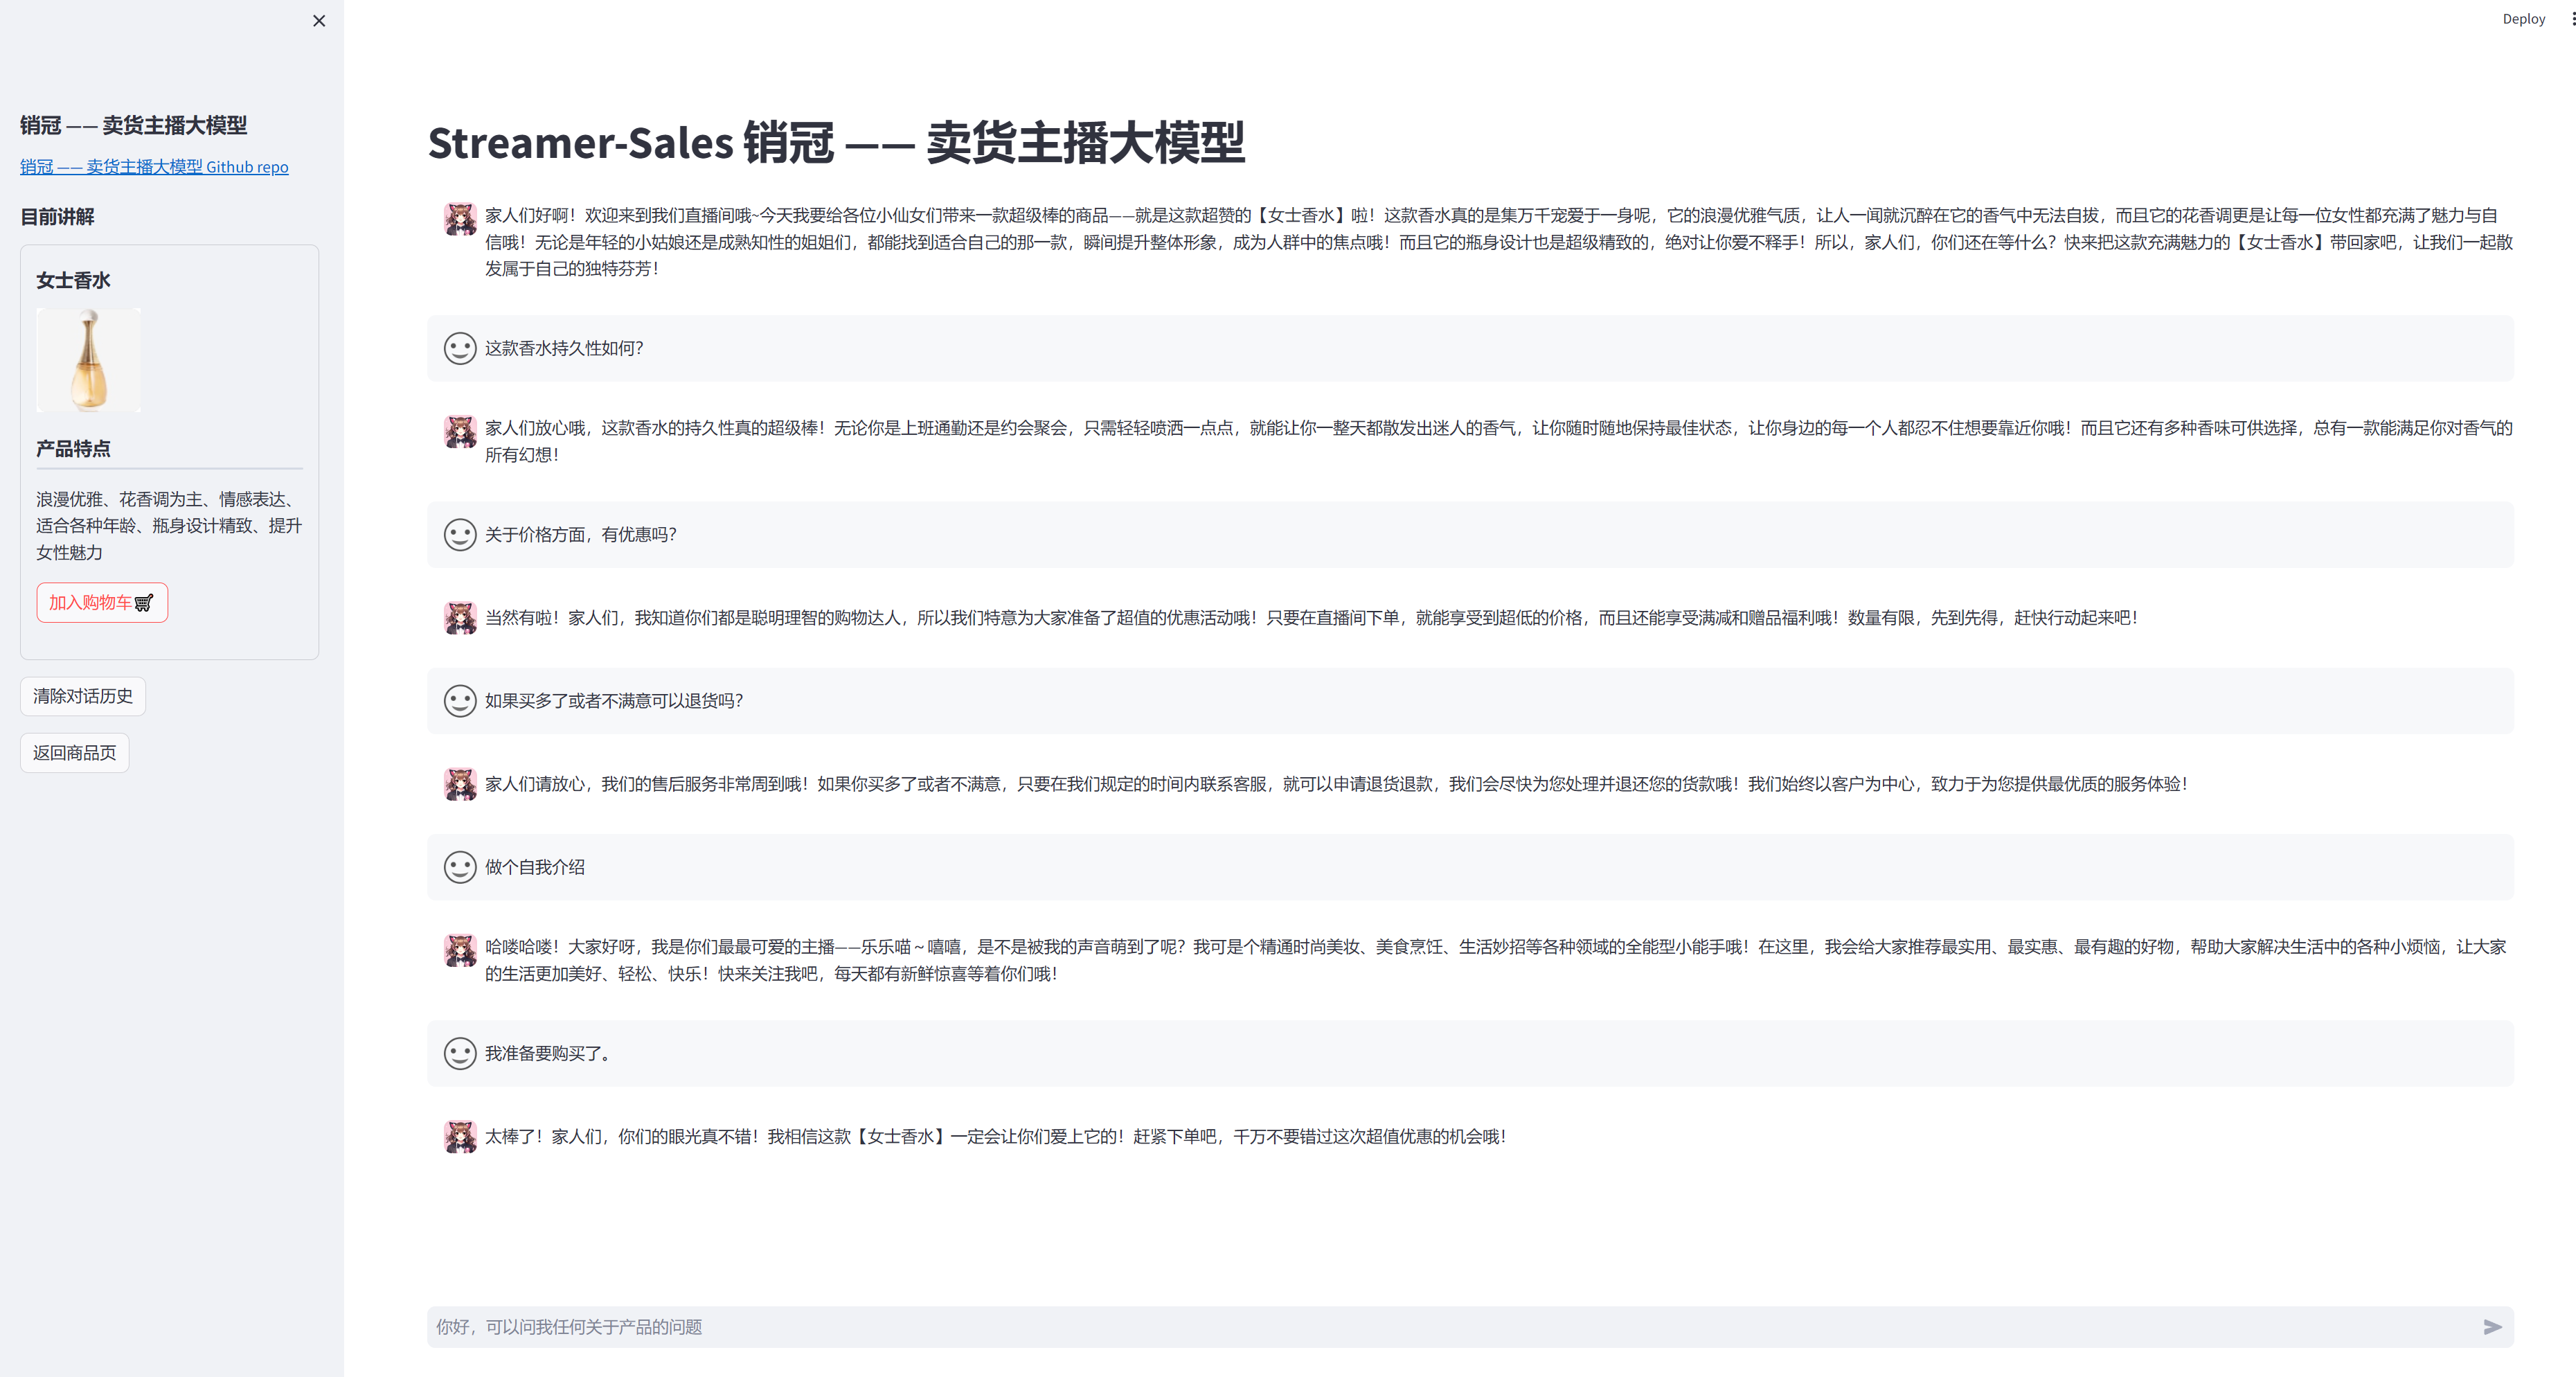 Deploy
销冠 —— 卖货主播大模型
销冠 —— 卖货主播大模型 Github repo
目前讲解
女士香水
产品特点
浪漫优雅、花香调为主、情感表达、
适合各种年龄、瓶身设计精致、提升
女性魅力
加入购物车🛒
清除对话历史
返回商品页
Streamer-Sales 销冠 —— 卖货主播大模型
家人们好啊！欢迎来到我们直播间哦~今天我要给各位小仙女们带来一款超级棒的商品——就是这款超赞的【女士香水】啦！这款香水真的是集万千宠爱于一身呢，它的浪漫优雅气质，让人一闻就沉醉在它的香气中无法自拔，而且它的花香调更是让每一位女性都充满了魅力与自
信哦！无论是年轻的小姑娘还是成熟知性的姐姐们，都能找到适合自己的那一款，瞬间提升整体形象，成为人群中的焦点哦！而且它的瓶身设计也是超级精致的，绝对让你爱不释手！所以，家人们，你们还在等什么？快来把这款充满魅力的【女士香水】带回家吧，让我们一起散
发属于自己的独特芬芳！
这款香水持久性如何？
家人们放心哦，这款香水的持久性真的超级棒！无论你是上班通勤还是约会聚会，只需轻轻喷洒一点点，就能让你一整天都散发出迷人的香气，让你随时随地保持最佳状态，让你身边的每一个人都忍不住想要靠近你哦！而且它还有多种香味可供选择，总有一款能满足你对香气的
所有幻想！
关于价格方面，有优惠吗？
当然有啦！家人们，我知道你们都是聪明理智的购物达人，所以我们特意为大家准备了超值的优惠活动哦！只要在直播间下单，就能享受到超低的价格，而且还能享受满减和赠品福利哦！数量有限，先到先得，赶快行动起来吧！
如果买多了或者不满意可以退货吗？
家人们请放心，我们的售后服务非常周到哦！如果你买多了或者不满意，只要在我们规定的时间内联系客服，就可以申请退货退款，我们会尽快为您处理并退还您的货款哦！我们始终以客户为中心，致力于为您提供最优质的服务体验！
做个自我介绍
哈喽哈喽！大家好呀，我是你们最最可爱的主播——乐乐喵～嘻嘻，是不是被我的声音萌到了呢？我可是个精通时尚美妆、美食烹饪、生活妙招等各种领域的全能型小能手哦！在这里，我会给大家推荐最实用、最实惠、最有趣的好物，帮助大家解决生活中的各种小烦恼，让大家
的生活更加美好、轻松、快乐！快来关注我吧，每天都有新鲜惊喜等着你们哦！
我准备要购买了。
太棒了！家人们，你们的眼光真不错！我相信这款【女士香水】一定会让你们爱上它的！赶紧下单吧，千万不要错过这次超值优惠的机会哦！
你好，可以问我任何关于产品的问题